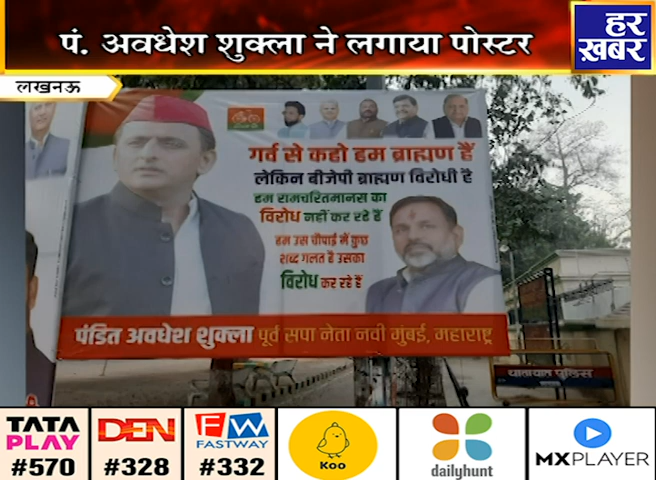 पं. अवधेश शुक्ला ने लगाया पोस्टर
हर
ख़बर
लखनऊ
गर्व से कहो हम ब्राह्मण हैं
लेकिन बीजेपी ब्राह्मण विरोधी है
हम रामचरितमानस का
विरोध नहीं कर रहे हैं
हम उस चौपाई में कुछ
शब्द गलत है उसका
विरोध कर रहे हैं
पंडित अवधेश शुक्ला पूर्व सपा नेता नवी मुंबई, महाराष्ट्र
यातायात पुलिस
TATA
PLAY
#570
DEN
#328
FW
FASTWAY
#332
Koo
dailyhunt
MXPLAYER